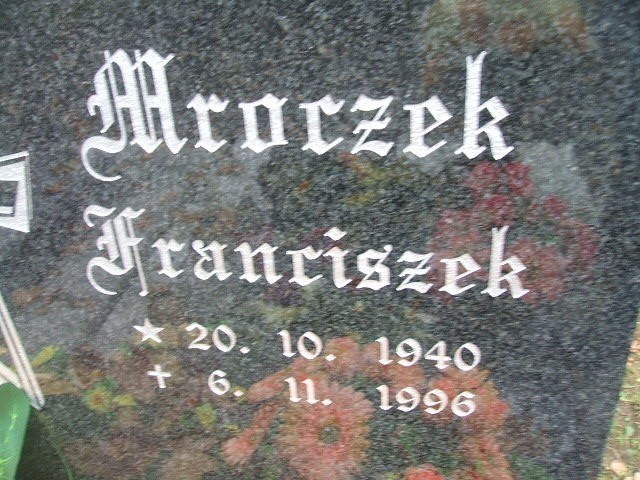 Mroczek
Franciszek
★ 20. 10. 1940
✝ 6. 11. 1996